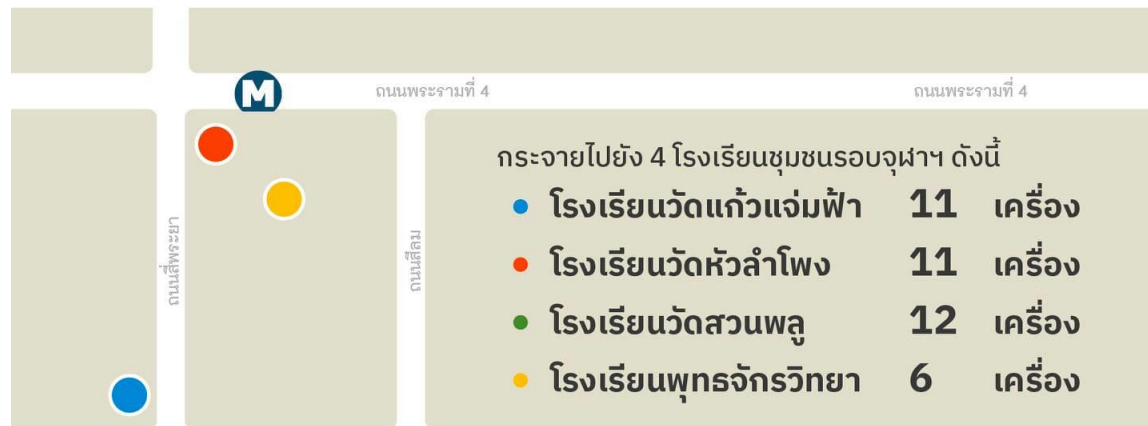 M
ถนนพระรามที่ 4
ถนนพระรามที่ 4
ถนนสี่พระยา
ถนนสีลม
กระจายไปยัง 4 โรงเรียนชุมชนรอบจุฬาฯ ดังนี้
โรงเรียนวัดแก้วแจ่มฟ้า 11 เครื่อง
โรงเรียนวัดหัวลำโพง 11 เครื่อง
โรงเรียนวัดสวนพลู 12 เครื่อง
โรงเรียนพุทธจักรวิทยา 6 เครื่อง